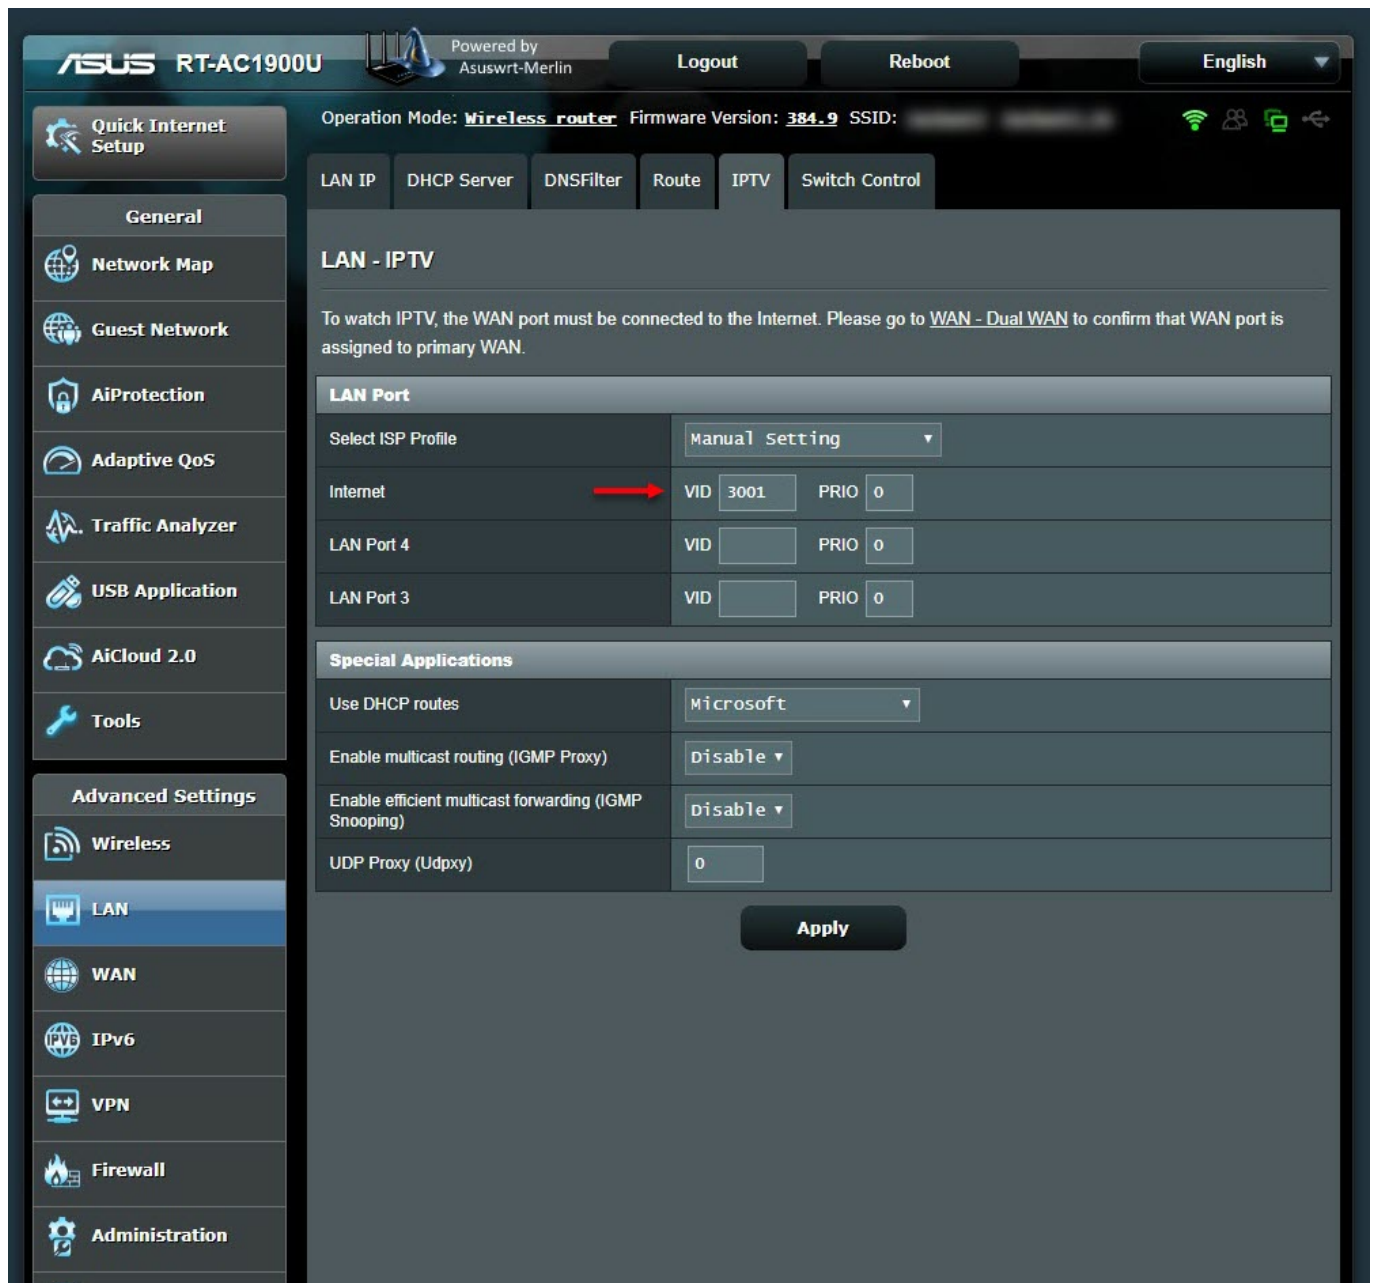 ASUS RT-AC1900U
Powered by
Asuswrt-Merlin
Logout
Reboot
English
Quick Internet
Setup
Operation Mode: Wireless router Firmware Version: 384.9 SSID:
LAN IP
DHCP Server
DNSFilter
Route
IPTV
Switch Control
General
Network Map
Guest Network
AiProtection
Adaptive QoS
Traffic Analyzer
USB Application
AiCloud 2.0
Tools
Advanced Settings
Wireless
LAN
WAN
IPv6
VPN
Firewall
Administration
LAN - IPTV
To watch IPTV, the WAN port must be connected to the Internet. Please go to WAN - Dual WAN to confirm that WAN port is
assigned to primary WAN.
LAN Port
Select ISP Profile Manual Setting
Internet VID 3001 PRIO 0
LAN Port 4 VID PRIO 0
LAN Port 3 VID PRIO 0
Special Applications
Use DHCP routes Microsoft
Enable multicast routing (IGMP Proxy) Disable
Enable efficient multicast forwarding (IGMP
Snooping) Disable
UDP Proxy (Udpxy) 0
Apply